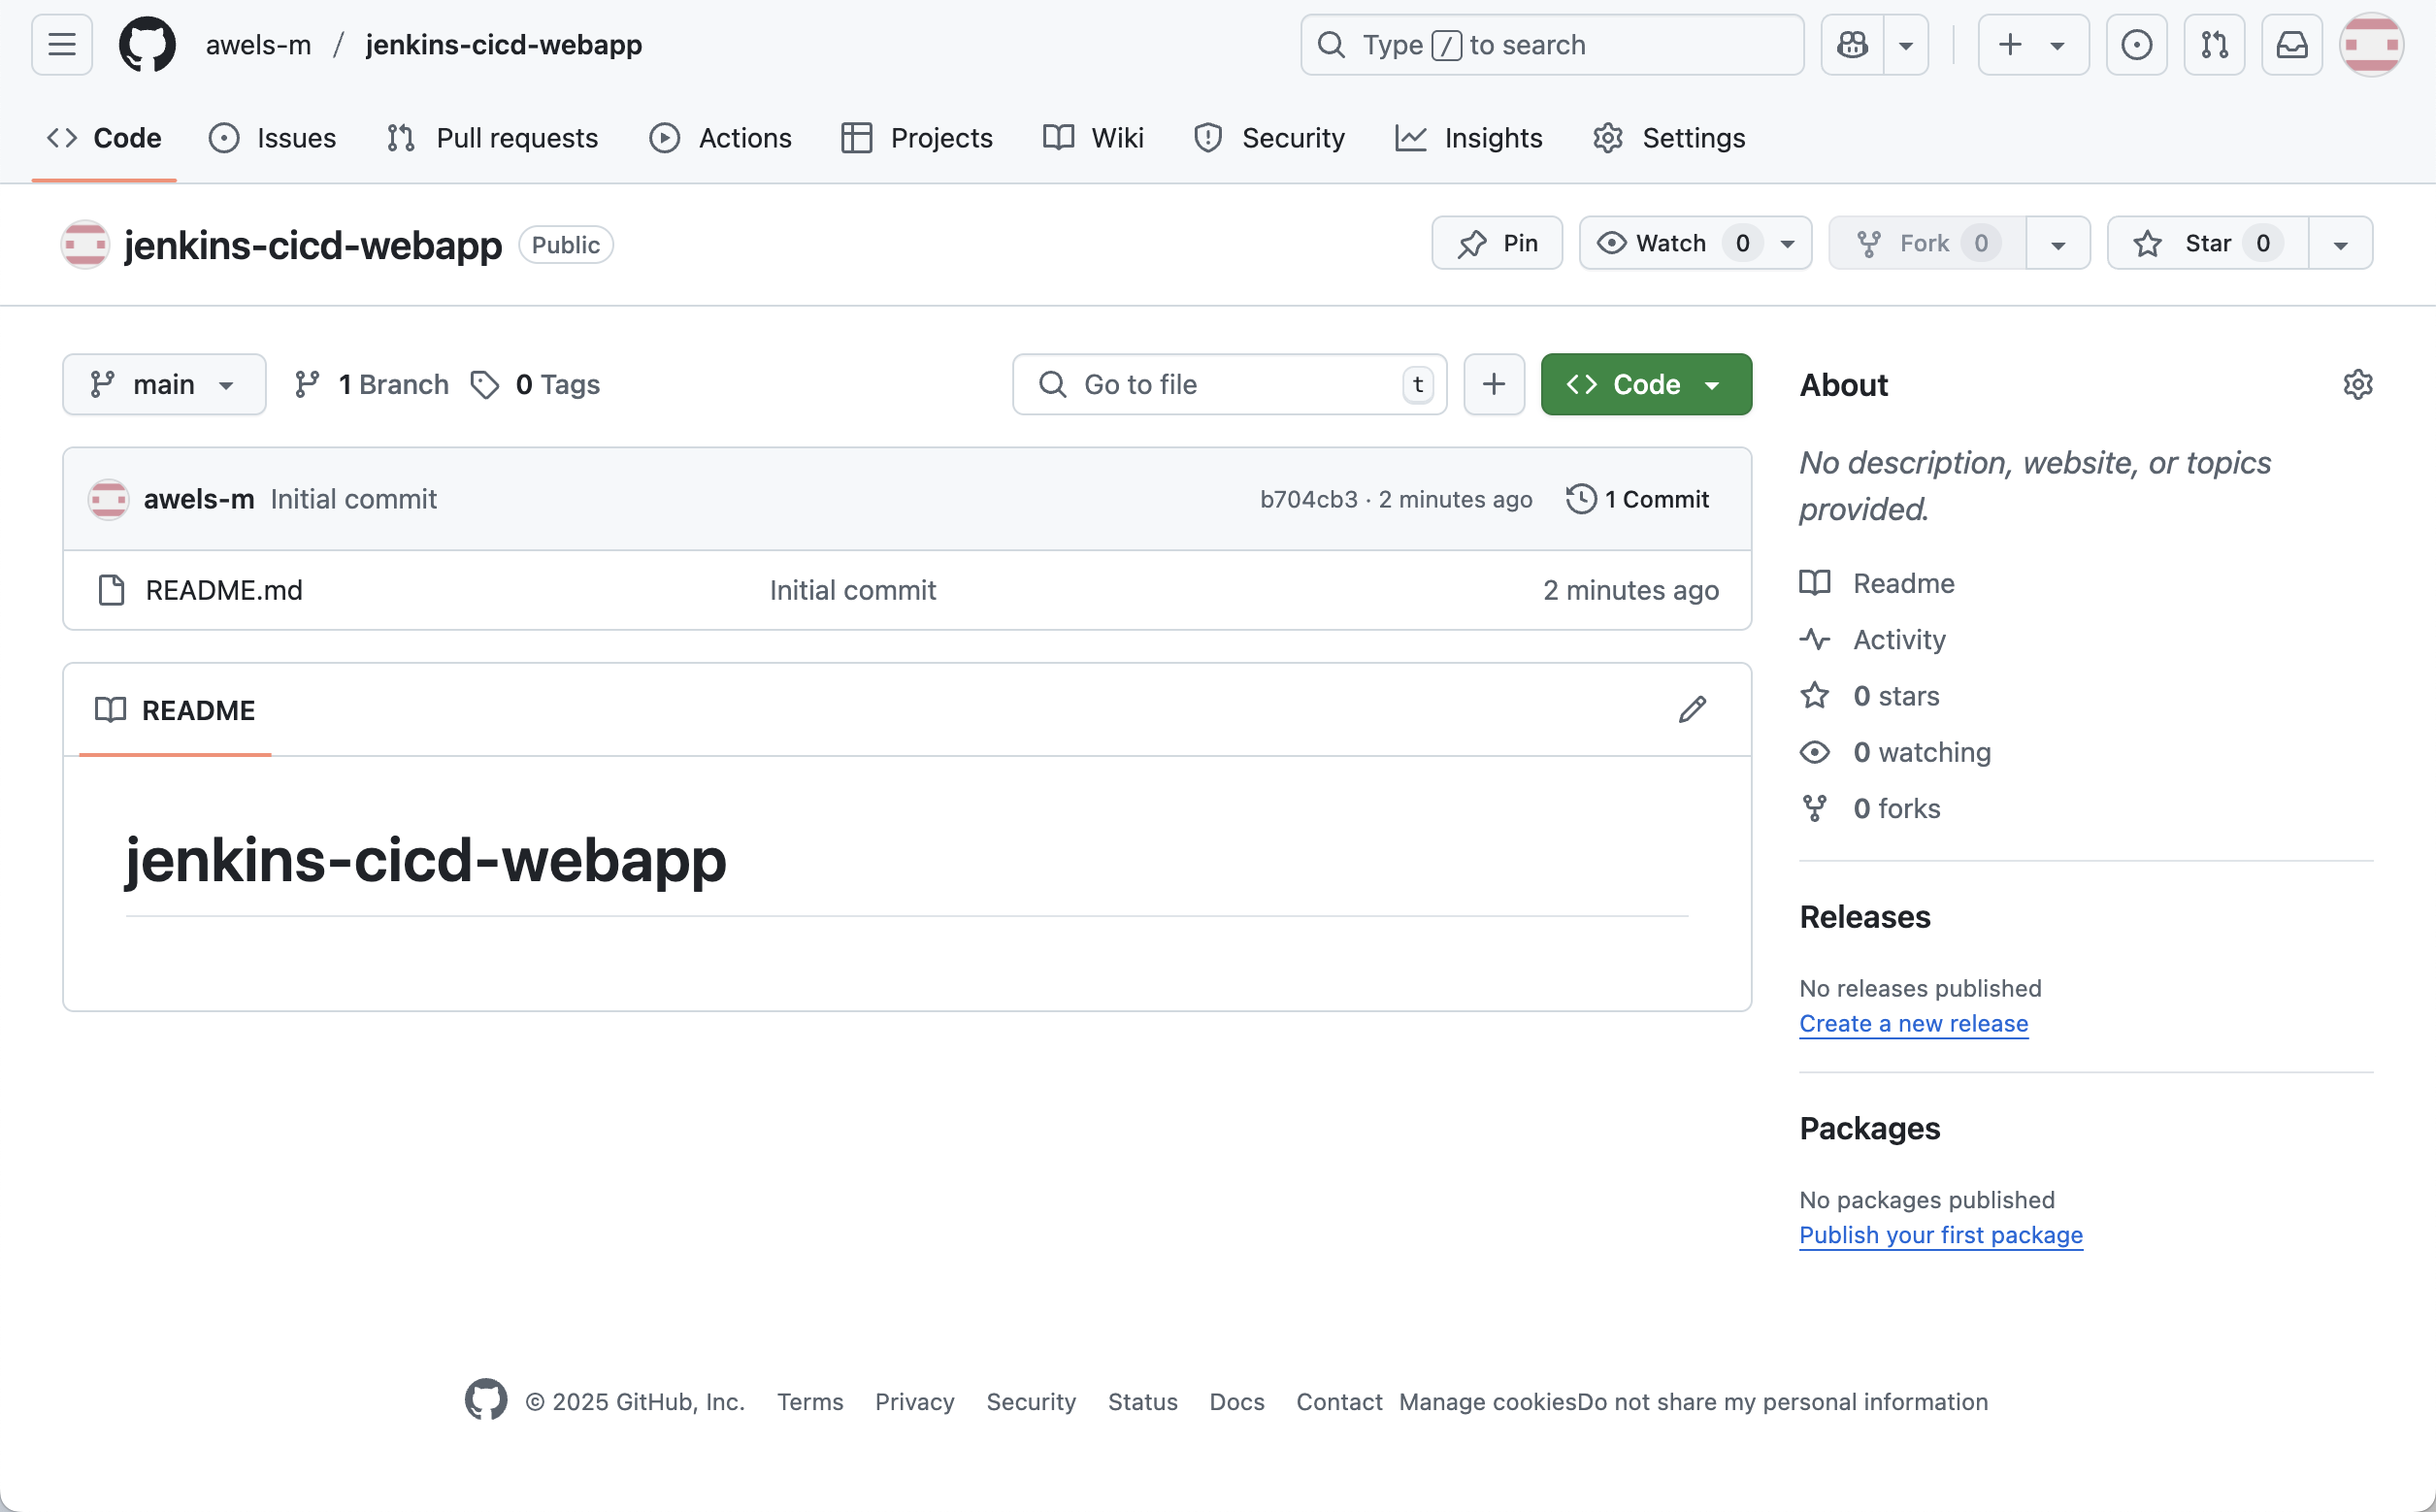 awels-m / jenkins-cicd-webapp
Type / to search
Code Issues Pull requests Actions Projects Wiki Security Insights Settings
jenkins-cicd-webapp Public
Pin Watch 0 Fork 0 Star 0
main 1 Branch 0 Tags
Go to file t
Code
awels-m Initial commit b704cb3 · 2 minutes ago 1 Commit
README.md Initial commit 2 minutes ago
README
jenkins-cicd-webapp
About
No description, website, or topics
provided.
Readme
Activity
0 stars
0 watching
0 forks
Releases
No releases published
Create a new release
Packages
No packages published
Publish your first package
© 2025 GitHub, Inc. Terms Privacy Security Status Docs Contact Manage cookiesDo not share my personal information